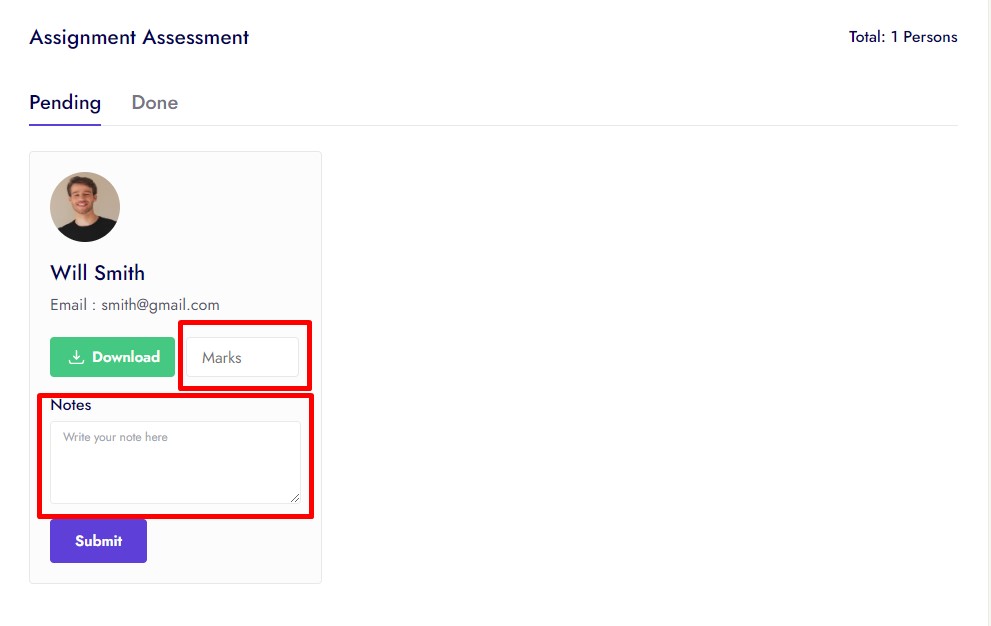 Assignment Assessment
Total: 1 Persons
Pending
Done
Will Smith
Email : smith@gmail.com
Download
Marks
Notes
Write your note here
Submit